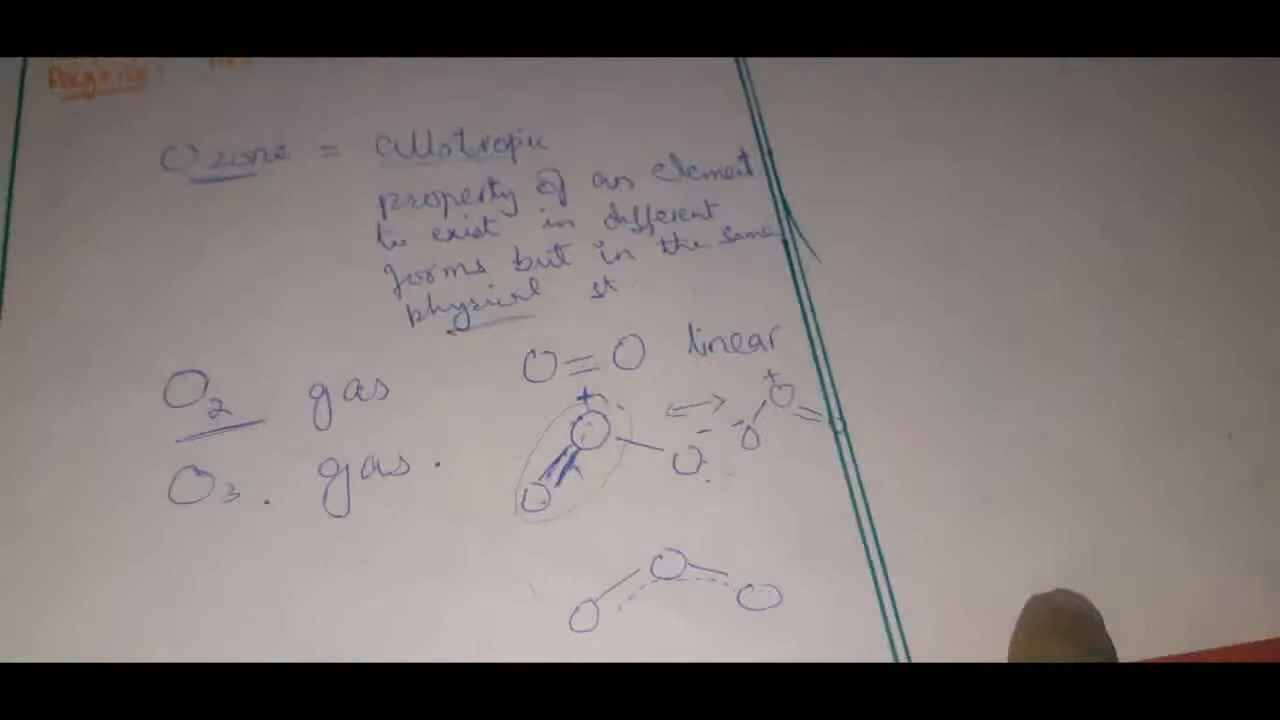 Ozone = allotropic
property of an element
to exist in different
forms but in the same
physical st
O=O linear
O₂ gas
+
O O ⟷ O O⁺ = O
O₃. gas.
O
O O O